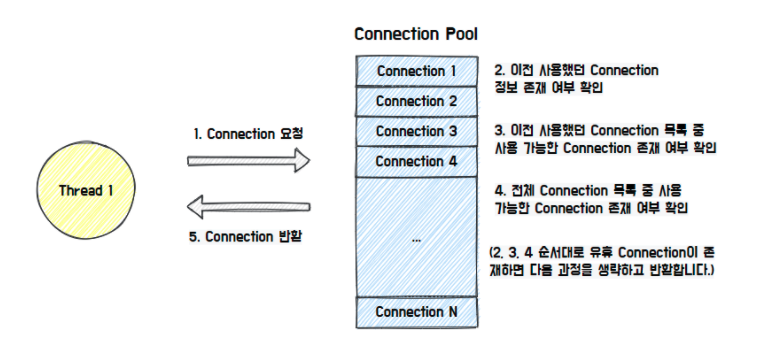 Connection Pool
Connection 1
Connection 2
Connection 3
Connection 4
...
Connection N
Thread 1
1. Connection 요청
5. Connection 반환
2. 이전 사용했던 Connection
정보 존재 여부 확인
3. 이전 사용했던 Connection 목록 중
사용 가능한 Connection 존재 여부 확인
4. 전체 Connection 목록 중 사용
가능한 Connection 존재 여부 확인
(2, 3, 4 순서대로 유휴 Connection이 존
재하면 다음 과정을 생략하고 반환합니다.)